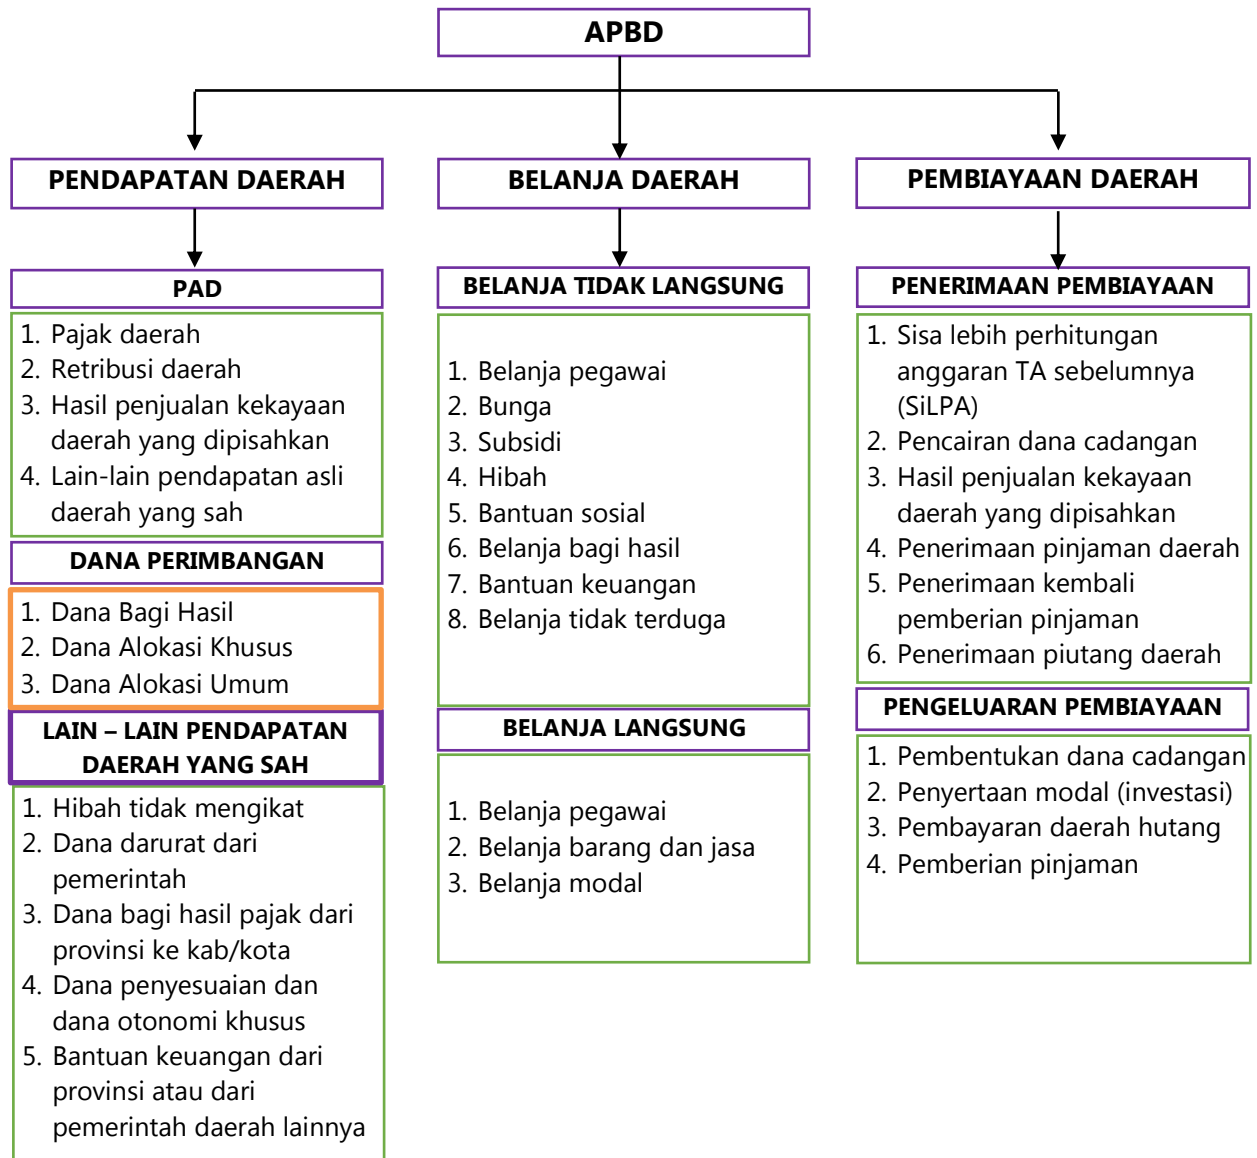 APBD
PENDAPATAN DAERAH
PAD
1. Pajak daerah
2. Retribusi daerah
3. Hasil penjualan kekayaan
daerah yang dipisahkan
4. Lain-lain pendapatan asli
daerah yang sah
DANA PERIMBANGAN
1. Dana Bagi Hasil
2. Dana Alokasi Khusus
3. Dana Alokasi Umum
LAIN – LAIN PENDAPATAN
DAERAH YANG SAH
1. Hibah tidak mengikat
2. Dana darurat dari
pemerintah
3. Dana bagi hasil pajak dari
provinsi ke kab/kota
4. Dana penyesuaian dan
dana otonomi khusus
5. Bantuan keuangan dari
provinsi atau dari
pemerintah daerah lainnya
BELANJA DAERAH
BELANJA TIDAK LANGSUNG
1. Belanja pegawai
2. Bunga
3. Subsidi
4. Hibah
5. Bantuan sosial
6. Belanja bagi hasil
7. Bantuan keuangan
8. Belanja tidak terduga
BELANJA LANGSUNG
1. Belanja pegawai
2. Belanja barang dan jasa
3. Belanja modal
PEMBIAYAAN DAERAH
PENERIMAAN PEMBIAYAAN
1. Sisa lebih perhitungan
anggaran TA sebelumnya
(SiLPA)
2. Pencairan dana cadangan
3. Hasil penjualan kekayaan
daerah yang dipisahkan
4. Penerimaan pinjaman daerah
5. Penerimaan kembali
pemberian pinjaman
6. Penerimaan piutang daerah
PENGELUARAN PEMBIAYAAN
1. Pembentukan dana cadangan
2. Penyertaan modal (investasi)
3. Pembayaran daerah hutang
4. Pemberian pinjaman